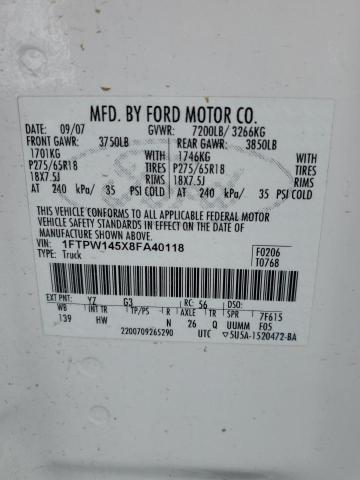 MFD. BY FORD MOTOR CO.
DATE: 09/07 GVWR: 7200LB/ 3266KG
FRONT GAWR: 3750LB REAR GAWR: 3850LB
1701KG WITH 1746KG WITH
P275/65R18 TIRES P275/65R18 TIRES
18X7.5J RIMS 18X7.5J RIMS
AT 240 kPa/ 35 PSI COLD AT 240 kPa/ 35 PSI COLD
THIS VEHICLE CONFORMS TO ALL APPLICABLE FEDERAL MOTOR
VEHICLE SAFETY STANDARDS IN EFFECT ON THE DATE OF
MANUFACTURE SHOWN ABOVE.
VIN: 1FTPW145X8FA40118 F0206
TYPE: Truck T0768
EXT PNT: YZ G3 RC: 56 DSO:
WB INT TR TP/PS R AXLE TR SPR 7F615
139 HW N 26 Q UUMM F05
2200709265290 UTC ▽5U5A-1520472-BA